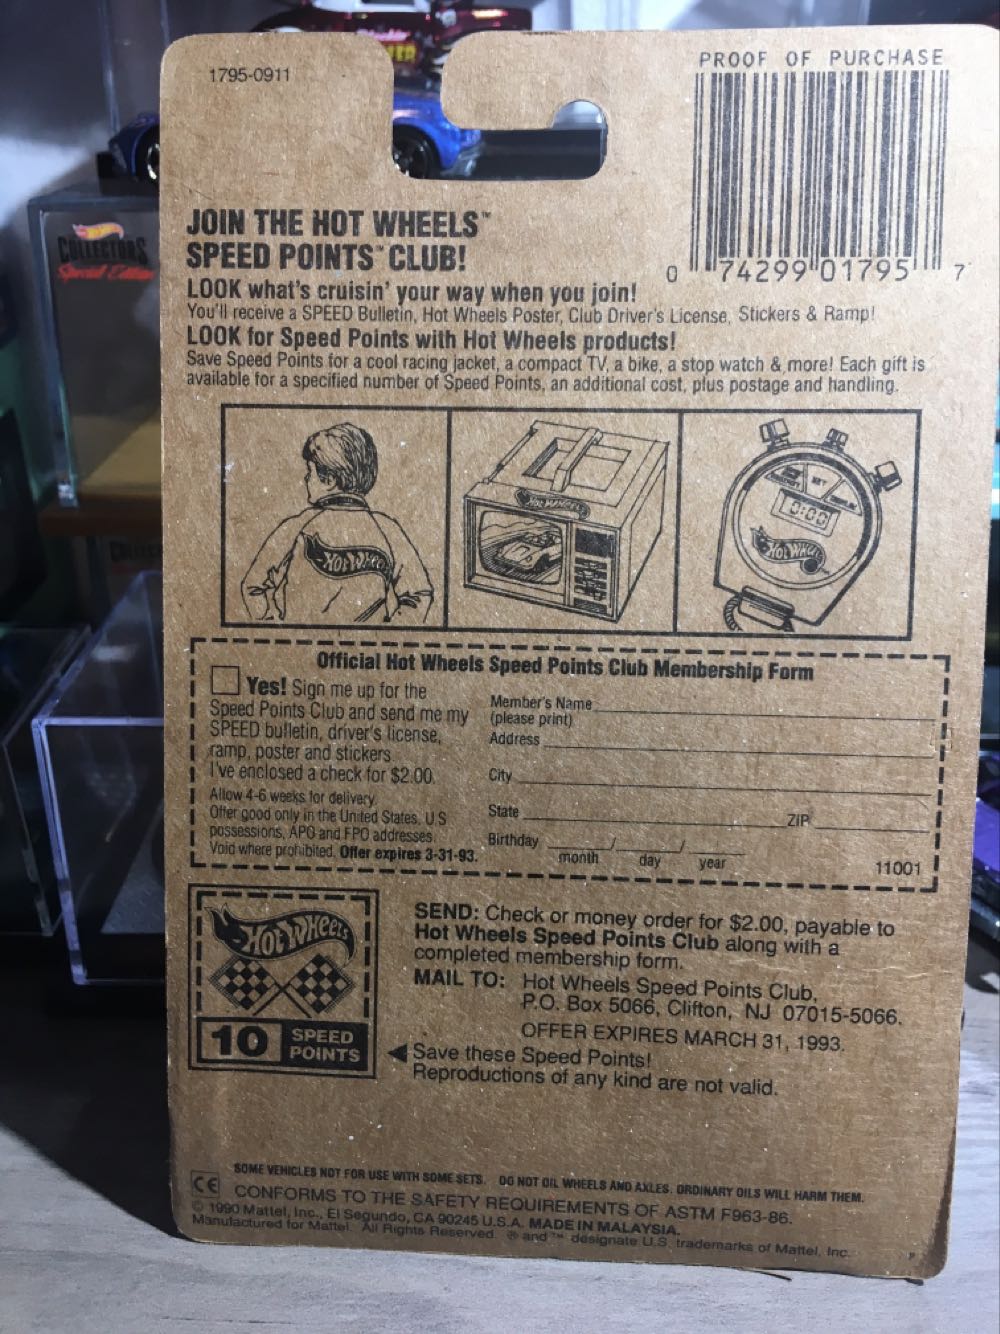 1795-0911
PROOF OF PURCHASE
0 74299 01795 7
COLLECTORS
Special Edition
JOIN THE HOT WHEELS™
SPEED POINTS™ CLUB!
LOOK what's cruisin' your way when you join!
You'll receive a SPEED Bulletin, Hot Wheels Poster, Club Driver's License, Stickers & Ramp!
LOOK for Speed Points with Hot Wheels products!
Save Speed Points for a cool racing jacket, a compact TV, a bike, a stop watch & more! Each gift is
available for a specified number of Speed Points, an additional cost, plus postage and handling.
HOT WHEELS
0:00
Official Hot Wheels Speed Points Club Membership Form
Yes! Sign me up for the
Speed Points Club and send me my
SPEED bulletin, driver's license,
ramp, poster and stickers
I've enclosed a check for $2.00.
Allow 4-6 weeks for delivery.
Offer good only in the United States, U S
possessions, APO and FPO addresses
Void where prohibited. Offer expires 3-31-93.
Member's Name
(please print)
Address
City
State ZIP
Birthday / /
month day year
11001
HOT WHEELS
10 SPEED
POINTS
SEND: Check or money order for $2.00, payable to
Hot Wheels Speed Points Club along with a
completed membership form.
MAIL TO: Hot Wheels Speed Points Club,
P.O. Box 5066, Clifton, NJ 07015-5066.
OFFER EXPIRES MARCH 31, 1993.
Save these Speed Points!
Reproductions of any kind are not valid.
SOME VEHICLES NOT FOR USE WITH SOME SETS. DO NOT OIL WHEELS AND AXLES. ORDINARY OILS WILL HARM THEM.
CE CONFORMS TO THE SAFETY REQUIREMENTS OF ASTM F963-86.
© 1990 Mattel, Inc., El Segundo, CA 90245 U.S.A. MADE IN MALAYSIA.
Manufactured for Mattel. All Rights Reserved. ® and ™ designate U.S. trademarks of Mattel, Inc.